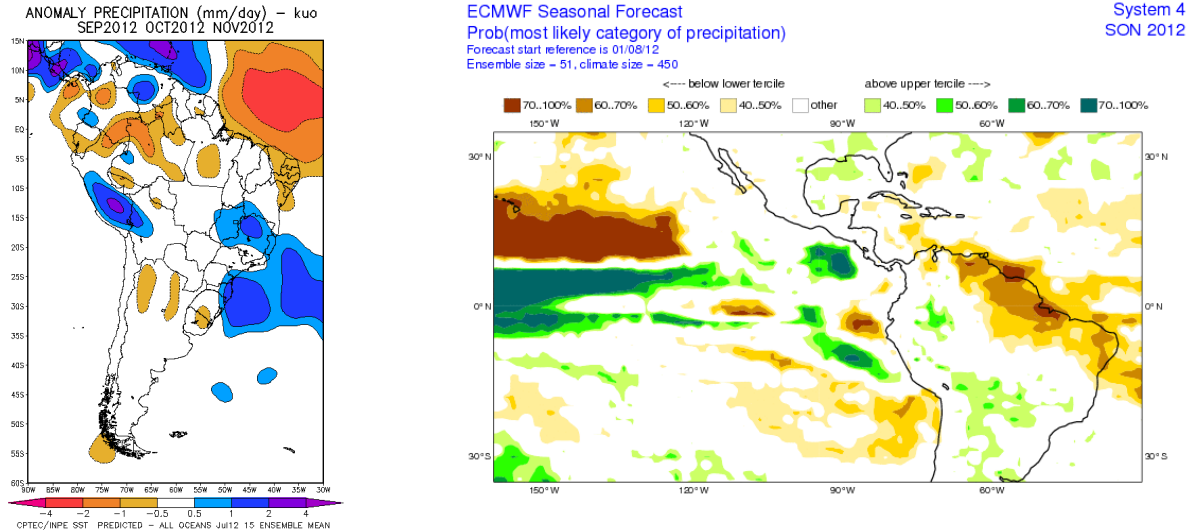 ANOMALY PRECIPITATION (mm/day) – kuo
SEP2012 OCT2012 NOV2012
15N
10N
5N
EQ
5S
10S
15S
20S
25S
30S
35S
40S
45S
50S
55S
60S
90W 85W 80W 75W 70W 65W 60W 55W 50W 45W 40W 35W 30W
−4 −2 −1 −0.5 0.5 1 2 4
CPTEC/INPE SST PREDICTED – ALL OCEANS Jul12 15 ENSEMBLE MEAN
ECMWF Seasonal Forecast
System 4
Prob(most likely category of precipitation)
SON 2012
Forecast start reference is 01/08/12
Ensemble size = 51, climate size = 450
<---- below lower tercile
above upper tercile ---->
70..100% 60..70% 50..60% 40..50% other 40..50% 50..60% 60..70% 70..100%
150°W 120°W 90°W 60°W
30°N 30°N
0°N 0°N
30°S 30°S
150°W 120°W 90°W 60°W